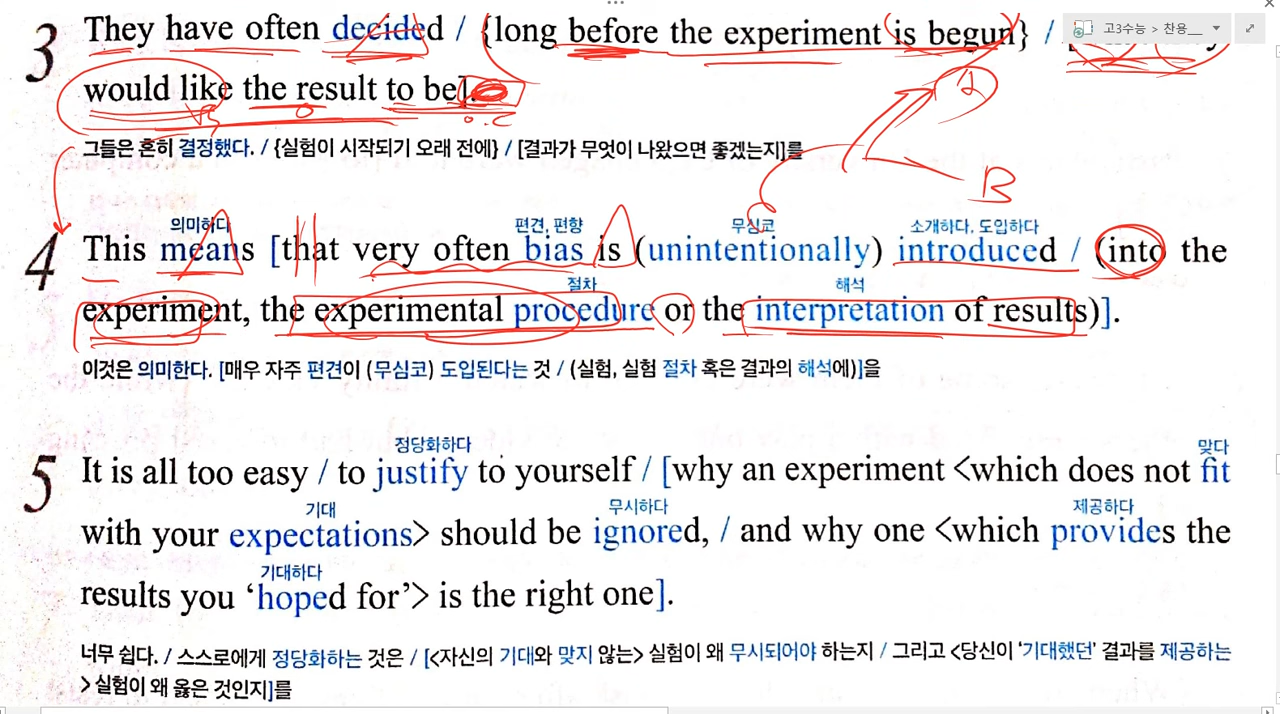 고3수능 > 찬용__
3
They have often decided / {long before the experiment is begun} /
would like the result to be].
o.c
그들은 흔히 결정했다. / {실험이 시작되기 오래 전에} / [결과가 무엇이 나왔으면 좋겠는지]를
B
의미하다 편견, 편향 무심코 소개하다, 도입하다
4
This means [that very often bias is (unintentionally) introduced / (into the
절차 해석
experiment, the experimental procedure or the interpretation of results)].
이것은 의미한다. [매우 자주 편견이 (무심코) 도입된다는 것 / (실험, 실험 절차 혹은 결과의 해석에)]을
정당화하다 맞다
5
It is all too easy / to justify to yourself / [why an experiment <which does not fit
기대 무시하다 제공하다
with your expectations> should be ignored, / and why one <which provides the
기대하다
results you ‘hoped for’> is the right one].
너무 쉽다. / 스스로에게 정당화하는 것은 / [<자신의 기대와 맞지 않는> 실험이 왜 무시되어야 하는지 / 그리고 <당신이 ‘기대했던’ 결과를 제공하는
> 실험이 왜 옳은 것인지]를